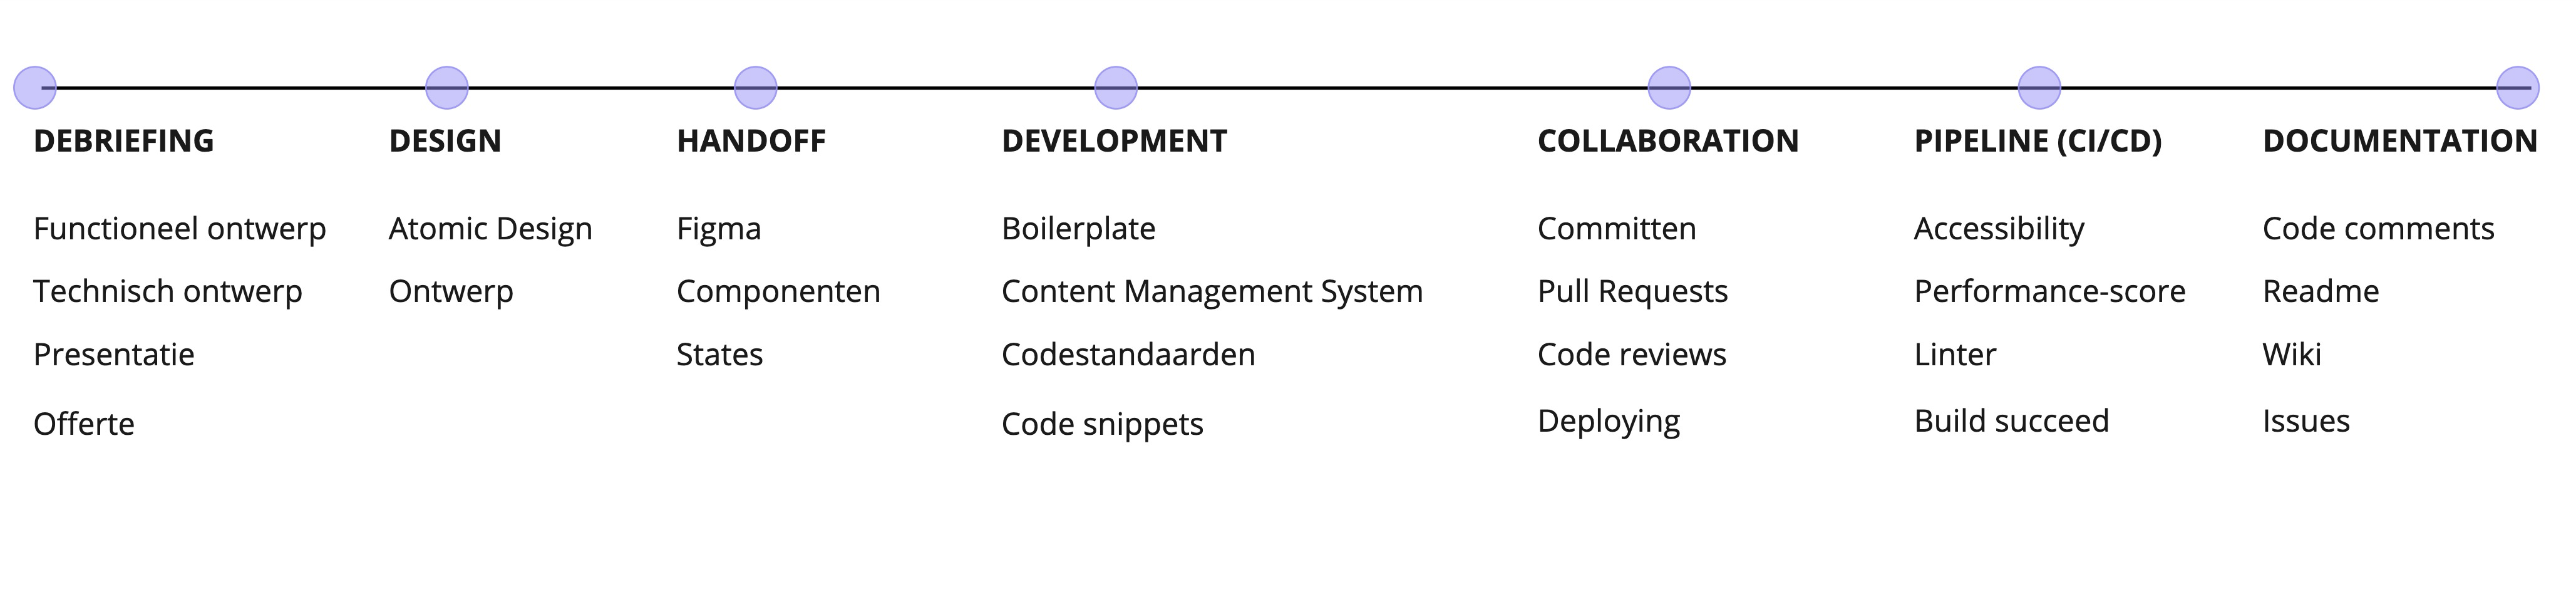 DEBRIEFING
Functioneel ontwerp
Technisch ontwerp
Presentatie
Offerte
DESIGN
Atomic Design
Ontwerp
HANDOFF
Figma
Componenten
States
DEVELOPMENT
Boilerplate
Content Management System
Codestandaarden
Code snippets
COLLABORATION
Committen
Pull Requests
Code reviews
Deploying
PIPELINE (CI/CD)
Accessibility
Performance-score
Linter
Build succeed
DOCUMENTATION
Code comments
Readme
Wiki
Issues